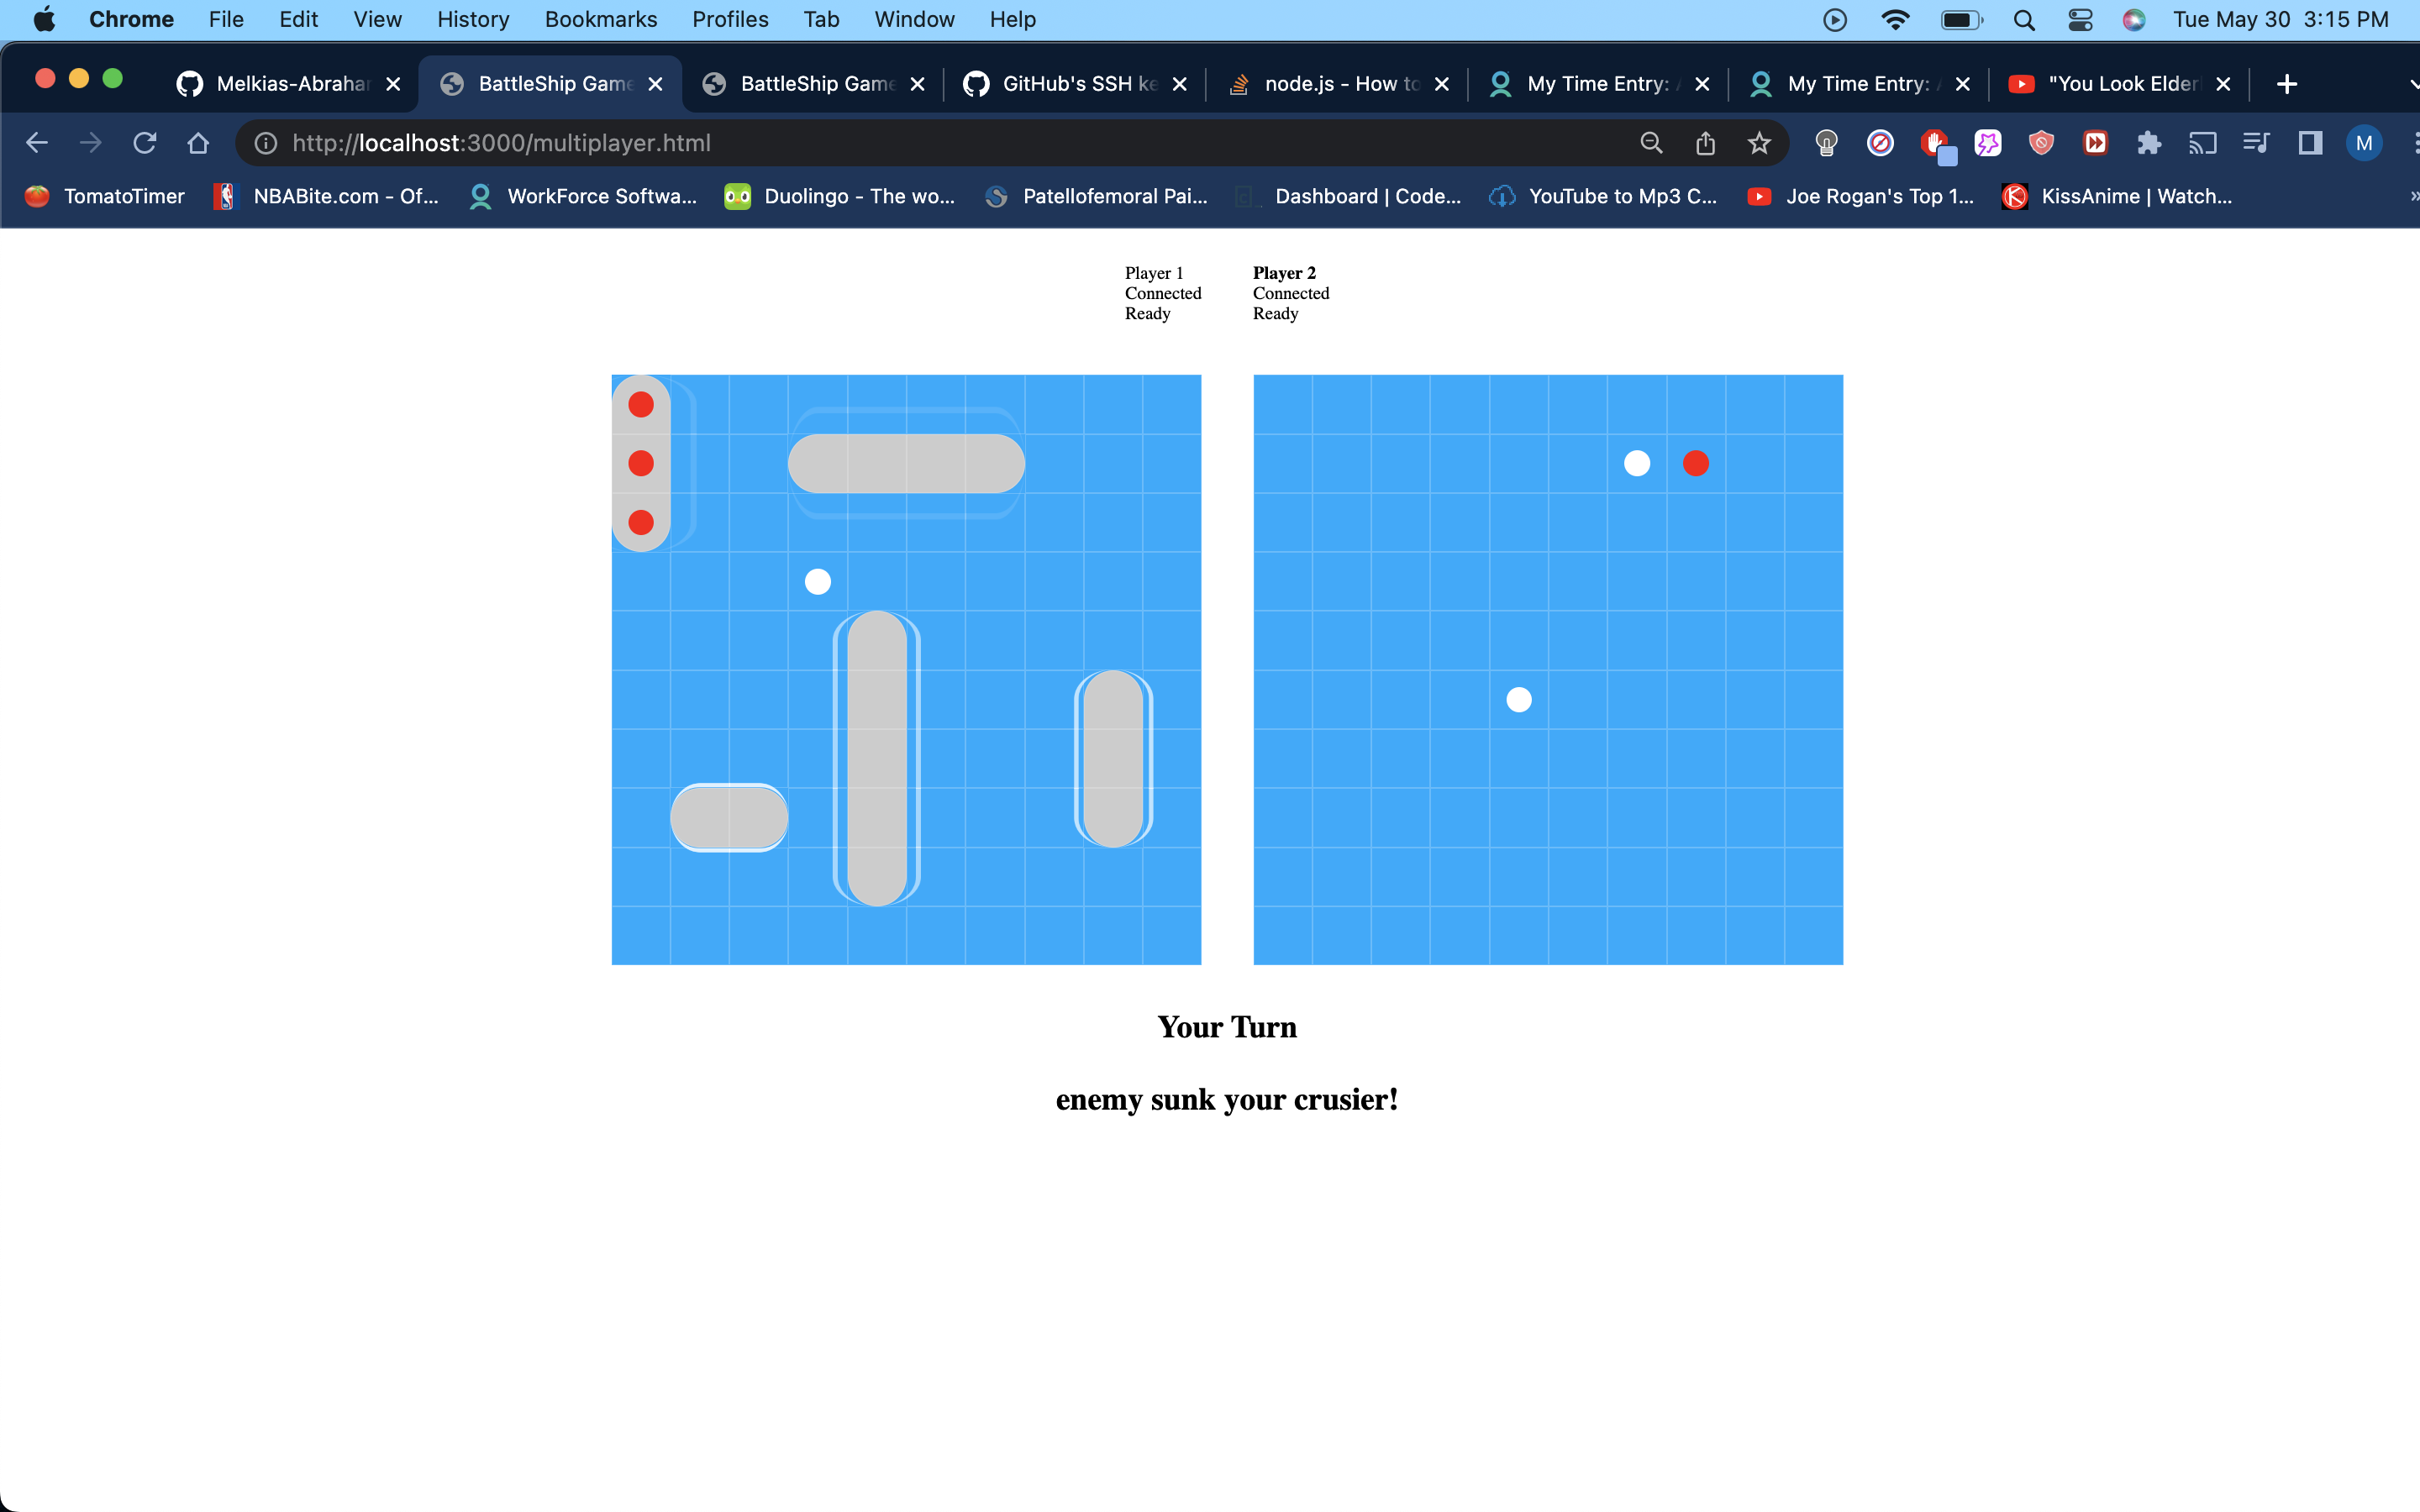 Chrome File Edit View History Bookmarks Profiles Tab Window Help Tue May 30 3:15 PM
Melkias-Abrahar BattleShip Game BattleShip Game GitHub's SSH ke node.js - How to My Time Entry: My Time Entry: "You Look Elder
http://localhost:3000/multiplayer.html M
TomatoTimer NBABite.com - Of... WorkForce Softwa... Duolingo - The wo... Patellofemoral Pai... Dashboard | Code... YouTube to Mp3 C... Joe Rogan's Top 1... KissAnime | Watch...
Player 1 Player 2
Connected Connected
Ready Ready
Your Turn
enemy sunk your crusier!